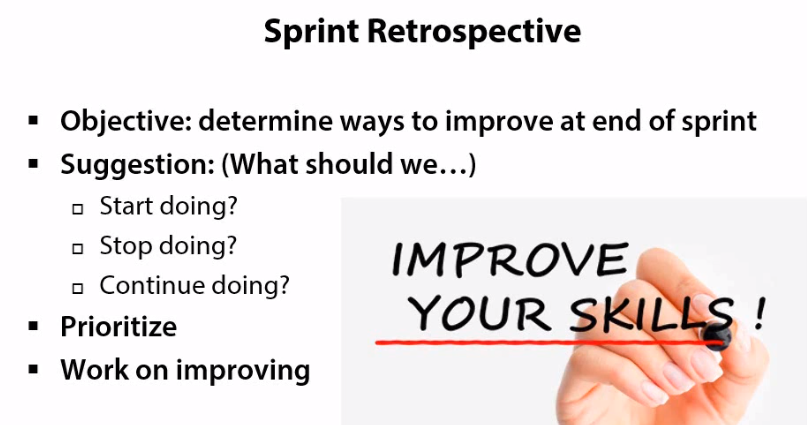 Sprint Retrospective
▪ Objective: determine ways to improve at end of sprint
▪ Suggestion: (What should we...)
▫ Start doing?
▫ Stop doing?
▫ Continue doing?
▪ Prioritize
▪ Work on improving
IMPROVE
YOUR SKILLS !